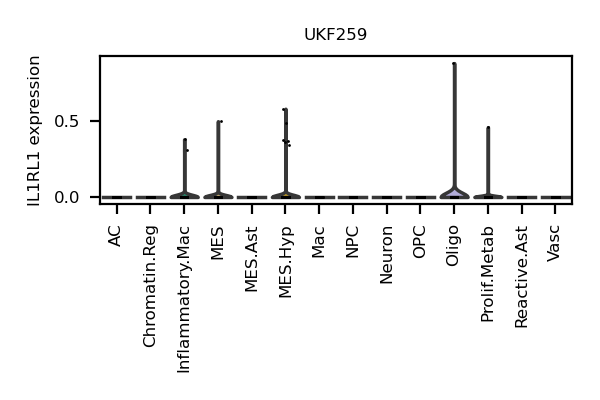 UKF259
IL1RL1 expression
0.5
0.0
AC
Chromatin.Reg
Inflammatory.Mac
MES
MES.Ast
MES.Hyp
Mac
NPC
Neuron
OPC
Oligo
Prolif.Metab
Reactive.Ast
Vasc